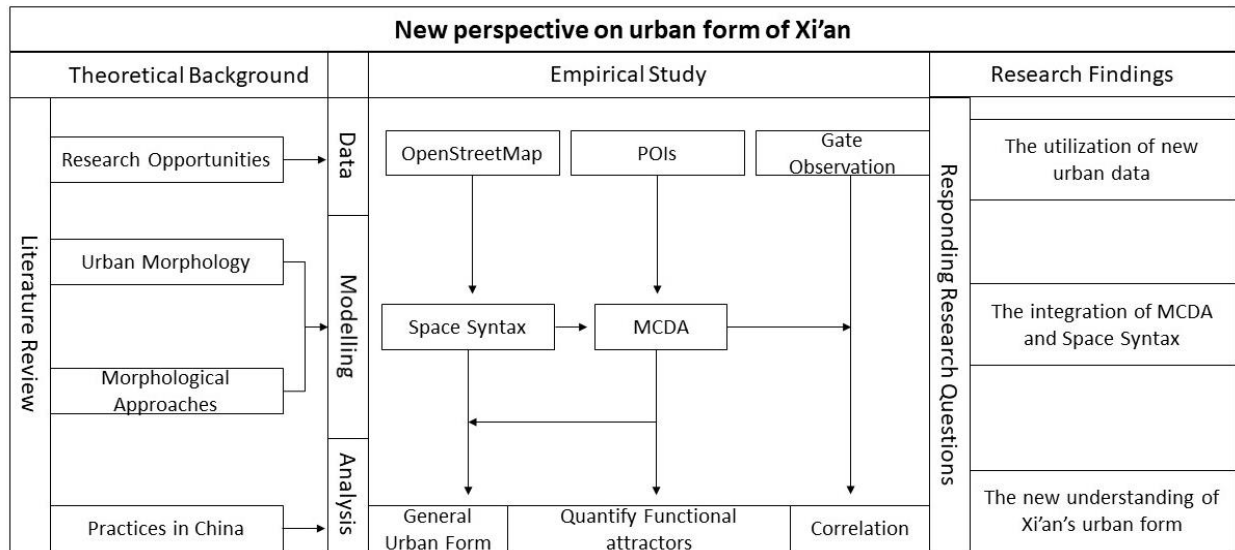 New perspective on urban form of Xi'an
Theoretical Background
Empirical Study
Research Findings
Literature Review
Research Opportunities
Urban Morphology
Morphological
Approaches
Practices in China
Data
Modelling
Analysis
OpenStreetMap
POIs
Gate
Observation
Space Syntax
MCDA
General
Urban Form
Quantify Functional
attractors
Correlation
Responding Research Questions
The utilization of new
urban data
The integration of MCDA
and Space Syntax
The new understanding of
Xi'an's urban form